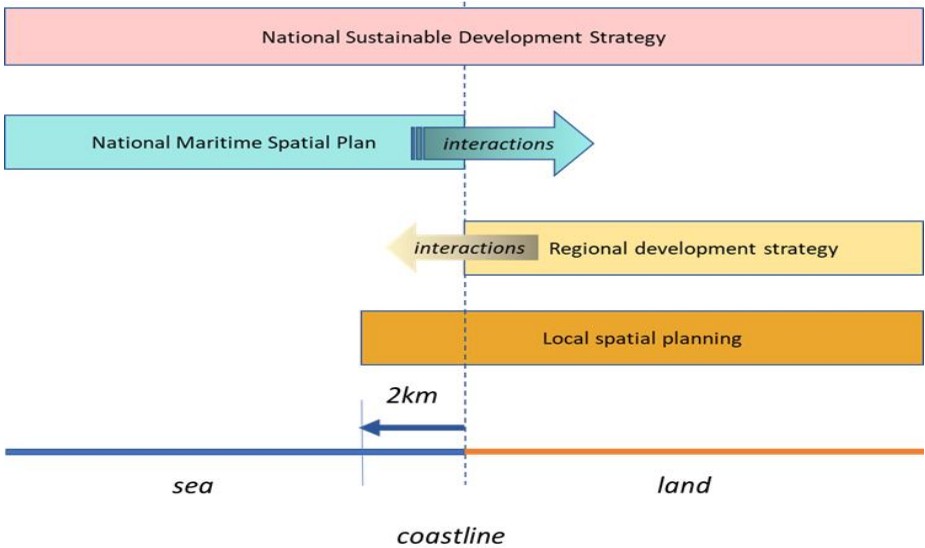 National Sustainable Development Strategy
National Maritime Spatial Plan
interactions
interactions
Regional development strategy
Local spatial planning
2km
sea
land
coastline